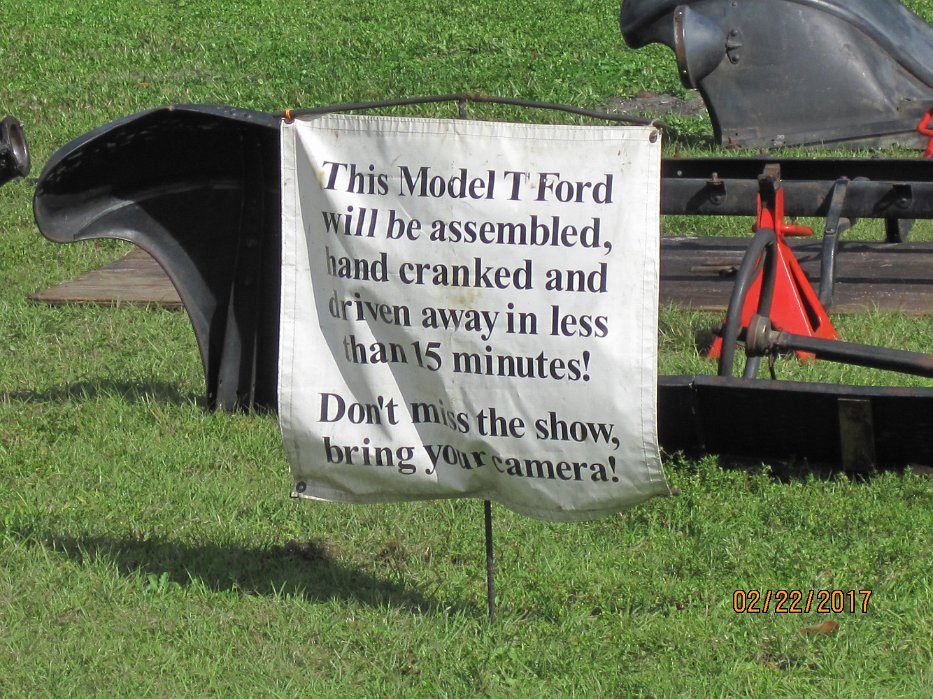 This Model T Ford
will be assembled,
hand cranked and
driven away in less
than 15 minutes!
Don't miss the show,
bring your camera!
02/22/2017